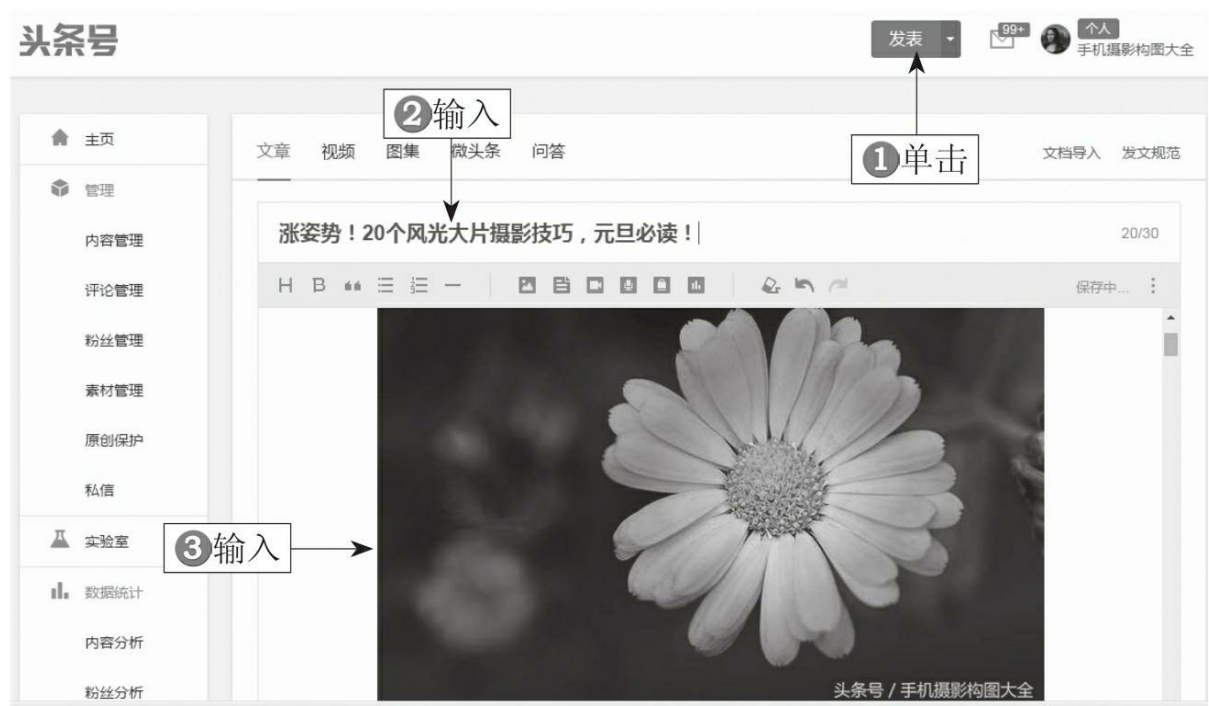 头条号
发表
99+
个人
手机摄影构图大全
❶单击
❷输入
主页
管理
内容管理
评论管理
粉丝管理
素材管理
原创保护
私信
实验室
数据统计
内容分析
粉丝分析
文章 视频 图集 微头条 问答
文档导入 发文规范
涨姿势！20个风光大片摄影技巧，元旦必读！
20/30
H B
保存中...
❸输入
头条号 / 手机摄影构图大全